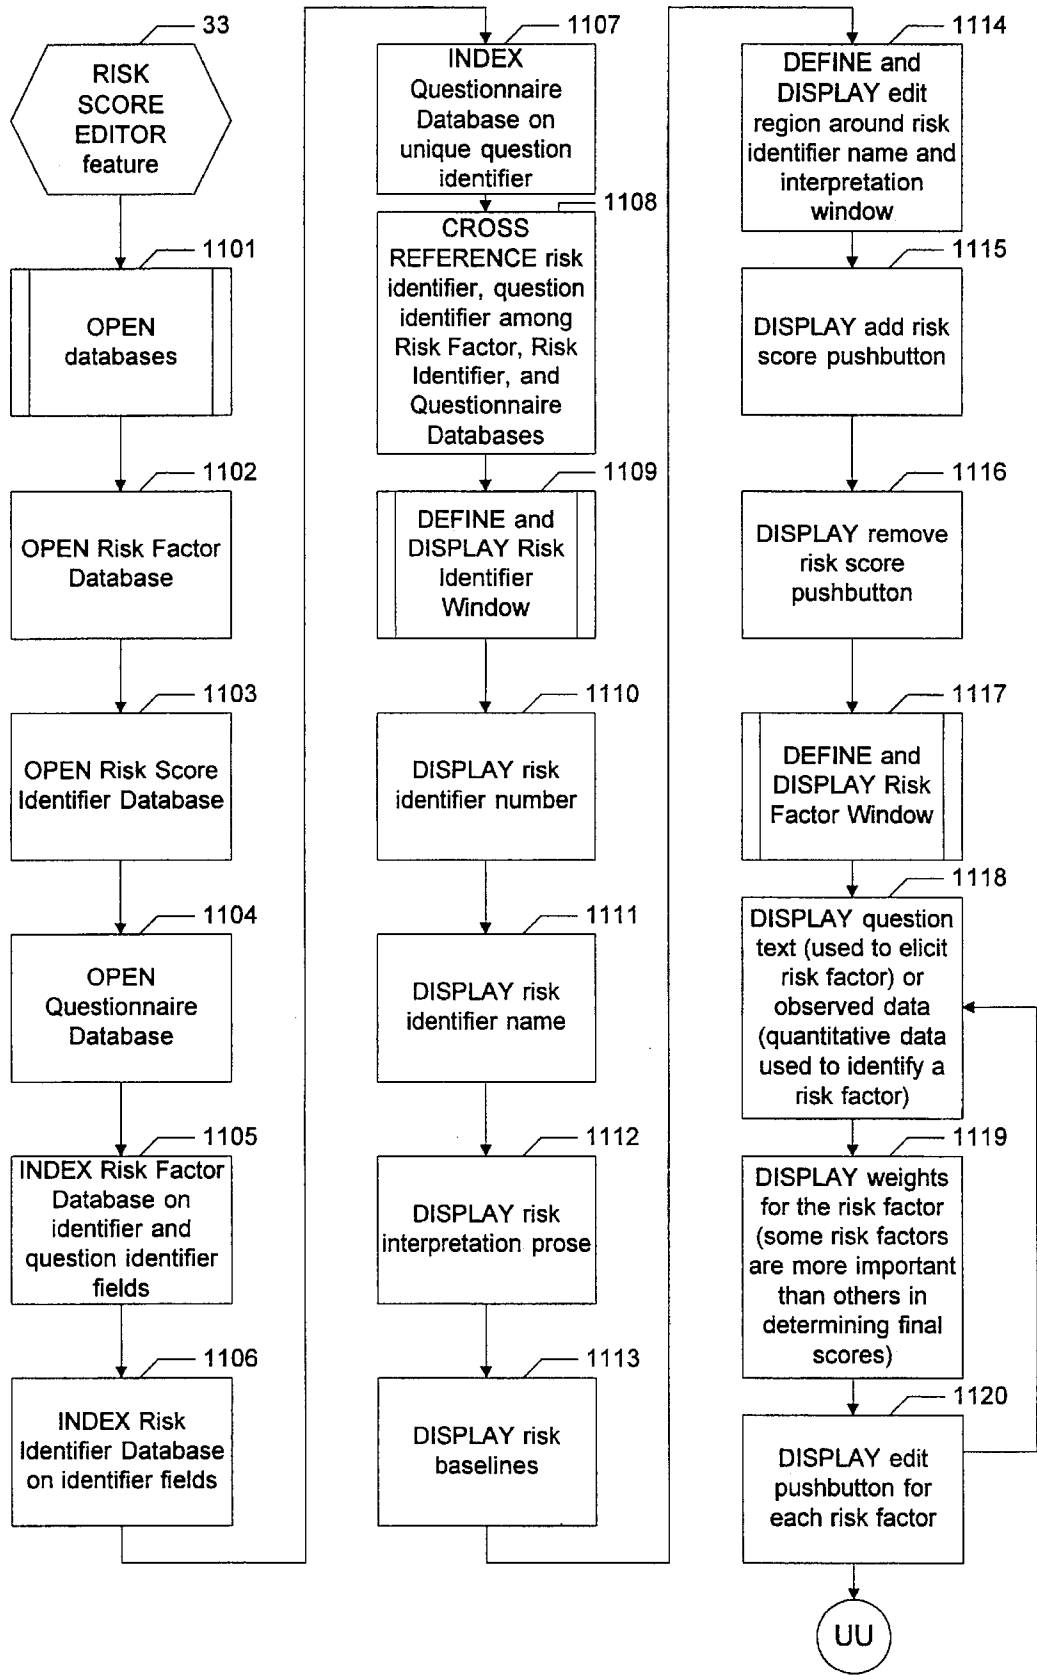 33
RISK
SCORE
EDITOR
feature
1101
OPEN
databases
1102
OPEN Risk Factor
Database
1103
OPEN Risk Score
Identifier Database
1104
OPEN
Questionnaire
Database
1105
INDEX Risk Factor
Database on
identifier and
question identifier
fields
1106
INDEX Risk
Identifier Database
on identifier fields
1107
INDEX
Questionnaire
Database on
unique question
identifier
1108
CROSS
REFERENCE risk
identifier, question
identifier among
Risk Factor, Risk
Identifier, and
Questionnaire
Databases
1109
DEFINE and
DISPLAY Risk
Identifier
Window
1110
DISPLAY risk
identifier number
1111
DISPLAY risk
identifier name
1112
DISPLAY risk
interpretation prose
1113
DISPLAY risk
baselines
1114
DEFINE and
DISPLAY edit
region around risk
identifier name and
interpretation
window
1115
DISPLAY add risk
score pushbutton
1116
DISPLAY remove
risk score
pushbutton
1117
DEFINE and
DISPLAY Risk
Factor Window
1118
DISPLAY question
text (used to elicit
risk factor) or
observed data
(quantitative data
used to identify a
risk factor)
1119
DISPLAY weights
for the risk factor
(some risk factors
are more important
than others in
determining final
scores)
1120
DISPLAY edit
pushbutton for
each risk factor
UU